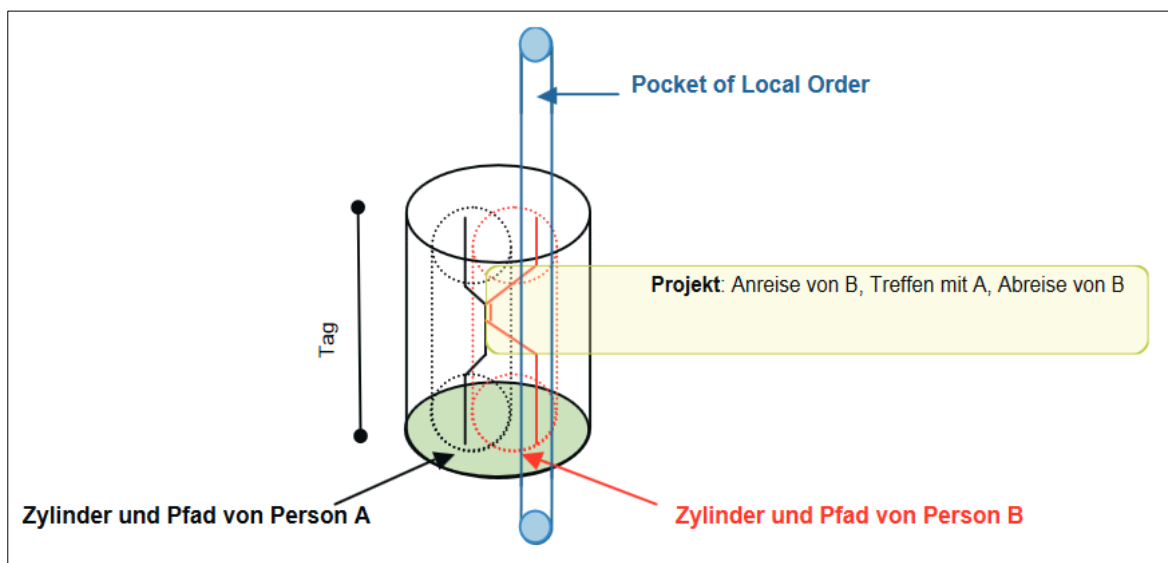 Pocket of Local Order
Projekt: Anreise von B, Treffen mit A, Abreise von B
Tag
Zylinder und Pfad von Person A
Zylinder und Pfad von Person B